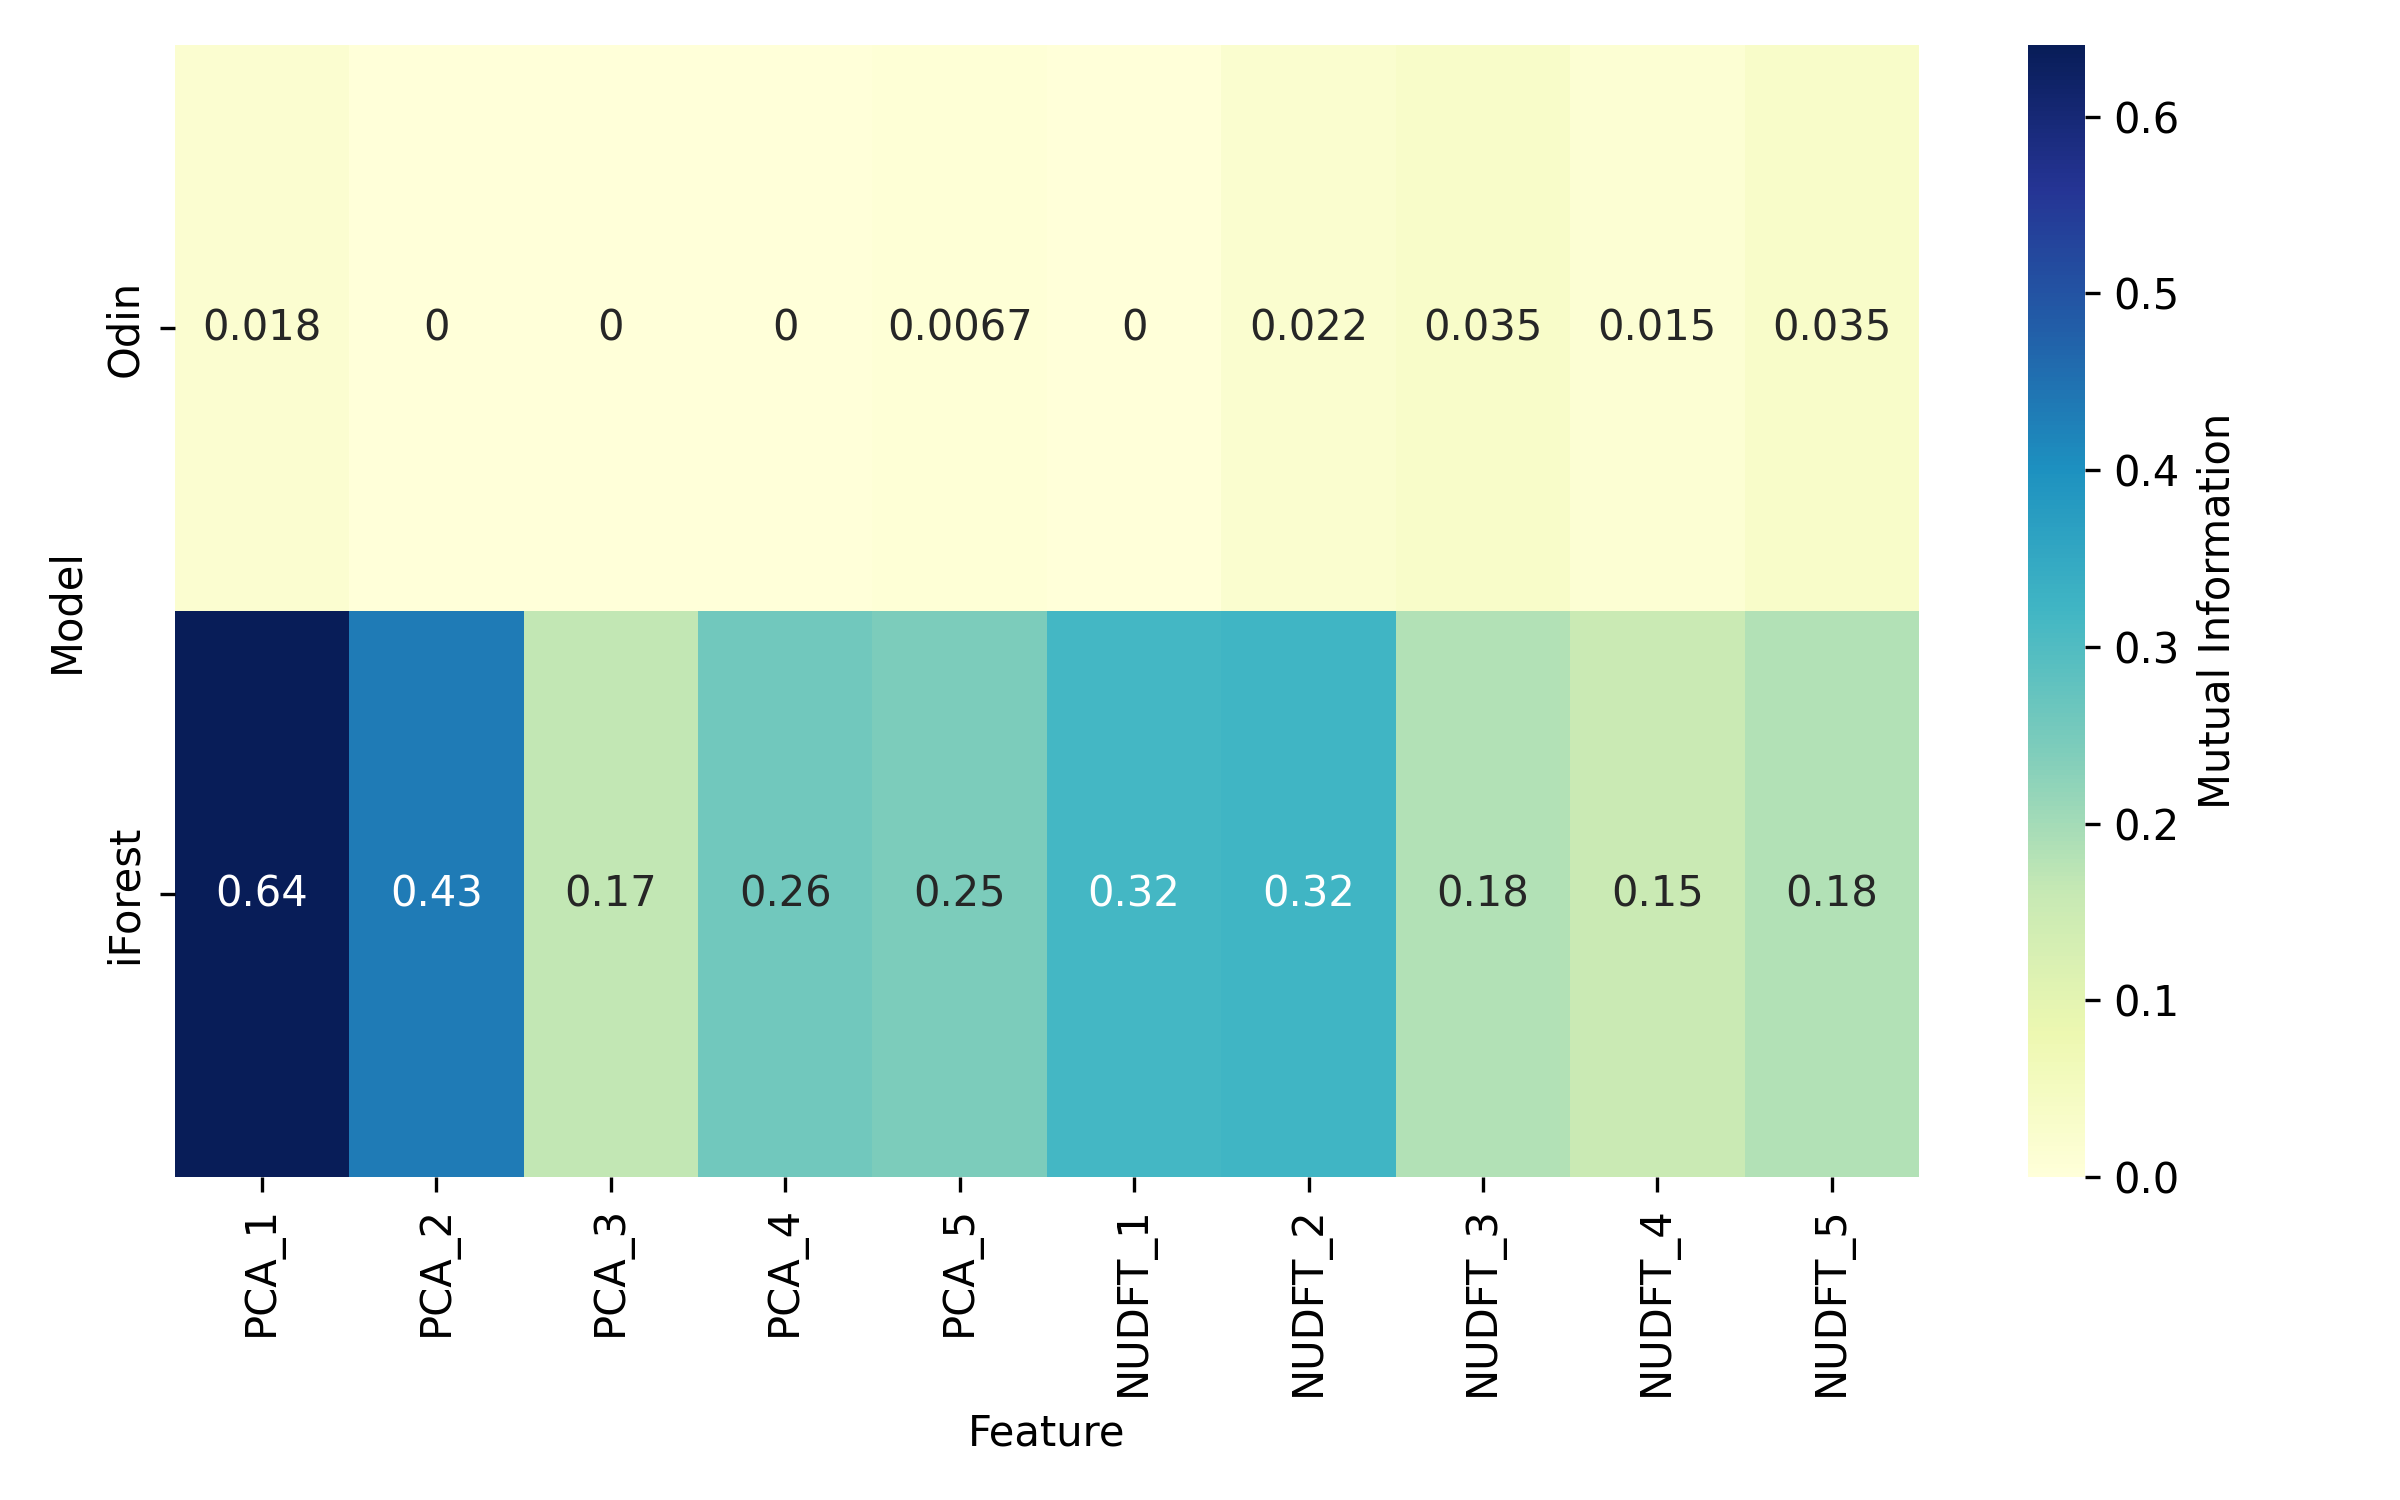 Model
Odin
0.018 0 0 0 0.0067 0 0.022 0.035 0.015 0.035
iForest
0.64 0.43 0.17 0.26 0.25 0.32 0.32 0.18 0.15 0.18
PCA_1 PCA_2 PCA_3 PCA_4 PCA_5 NUDFT_1 NUDFT_2 NUDFT_3 NUDFT_4 NUDFT_5
Feature
0.6
0.5
0.4
0.3
0.2
0.1
0.0
Mutual Information